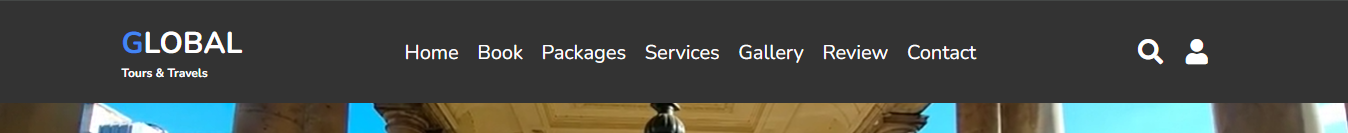 GLOBAL
Tours & Travels
Home Book Packages Services Gallery Review Contact